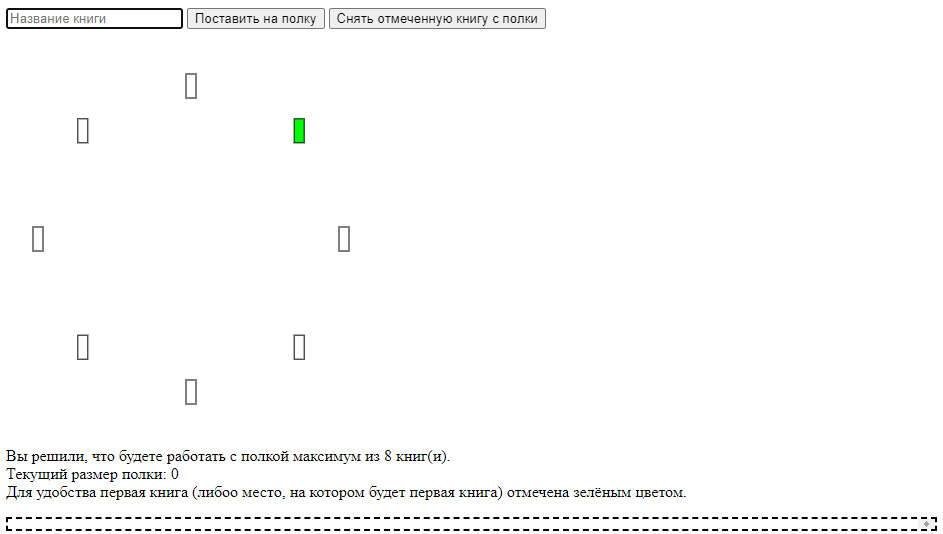 Название книги Поставить на полку Снять отмеченную книгу с полки
Вы решили, что будете работать с полкой максимум из 8 книг(и).
Текущий размер полки: 0
Для удобства первая книга (либоо место, на котором будет первая книга) отмечена зелёным цветом.